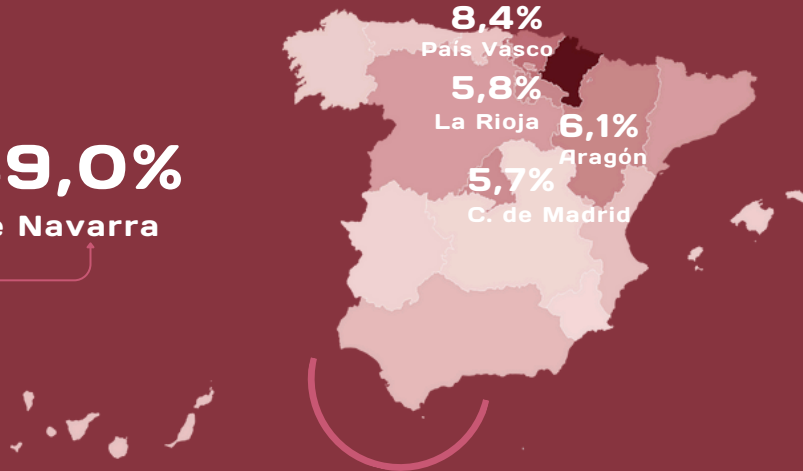 8,4%
País Vasco
5,8%
La Rioja
6,1%
Aragón
9,0%
e Navarra
5,7%
C. de Madrid